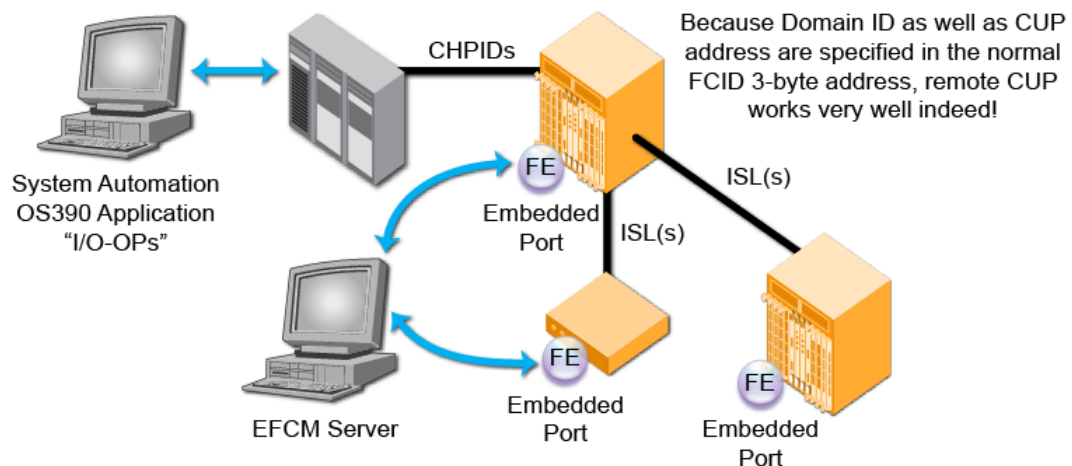 Because Domain ID as well as CUP
address are specified in the normal
FCID 3-byte address, remote CUP
works very well indeed!
CHPIDs
System Automation
OS390 Application
“I/O-OPs”
FE
Embedded
Port
ISL(s)
ISL(s)
EFCM Server
FE
Embedded
Port
FE
Embedded
Port